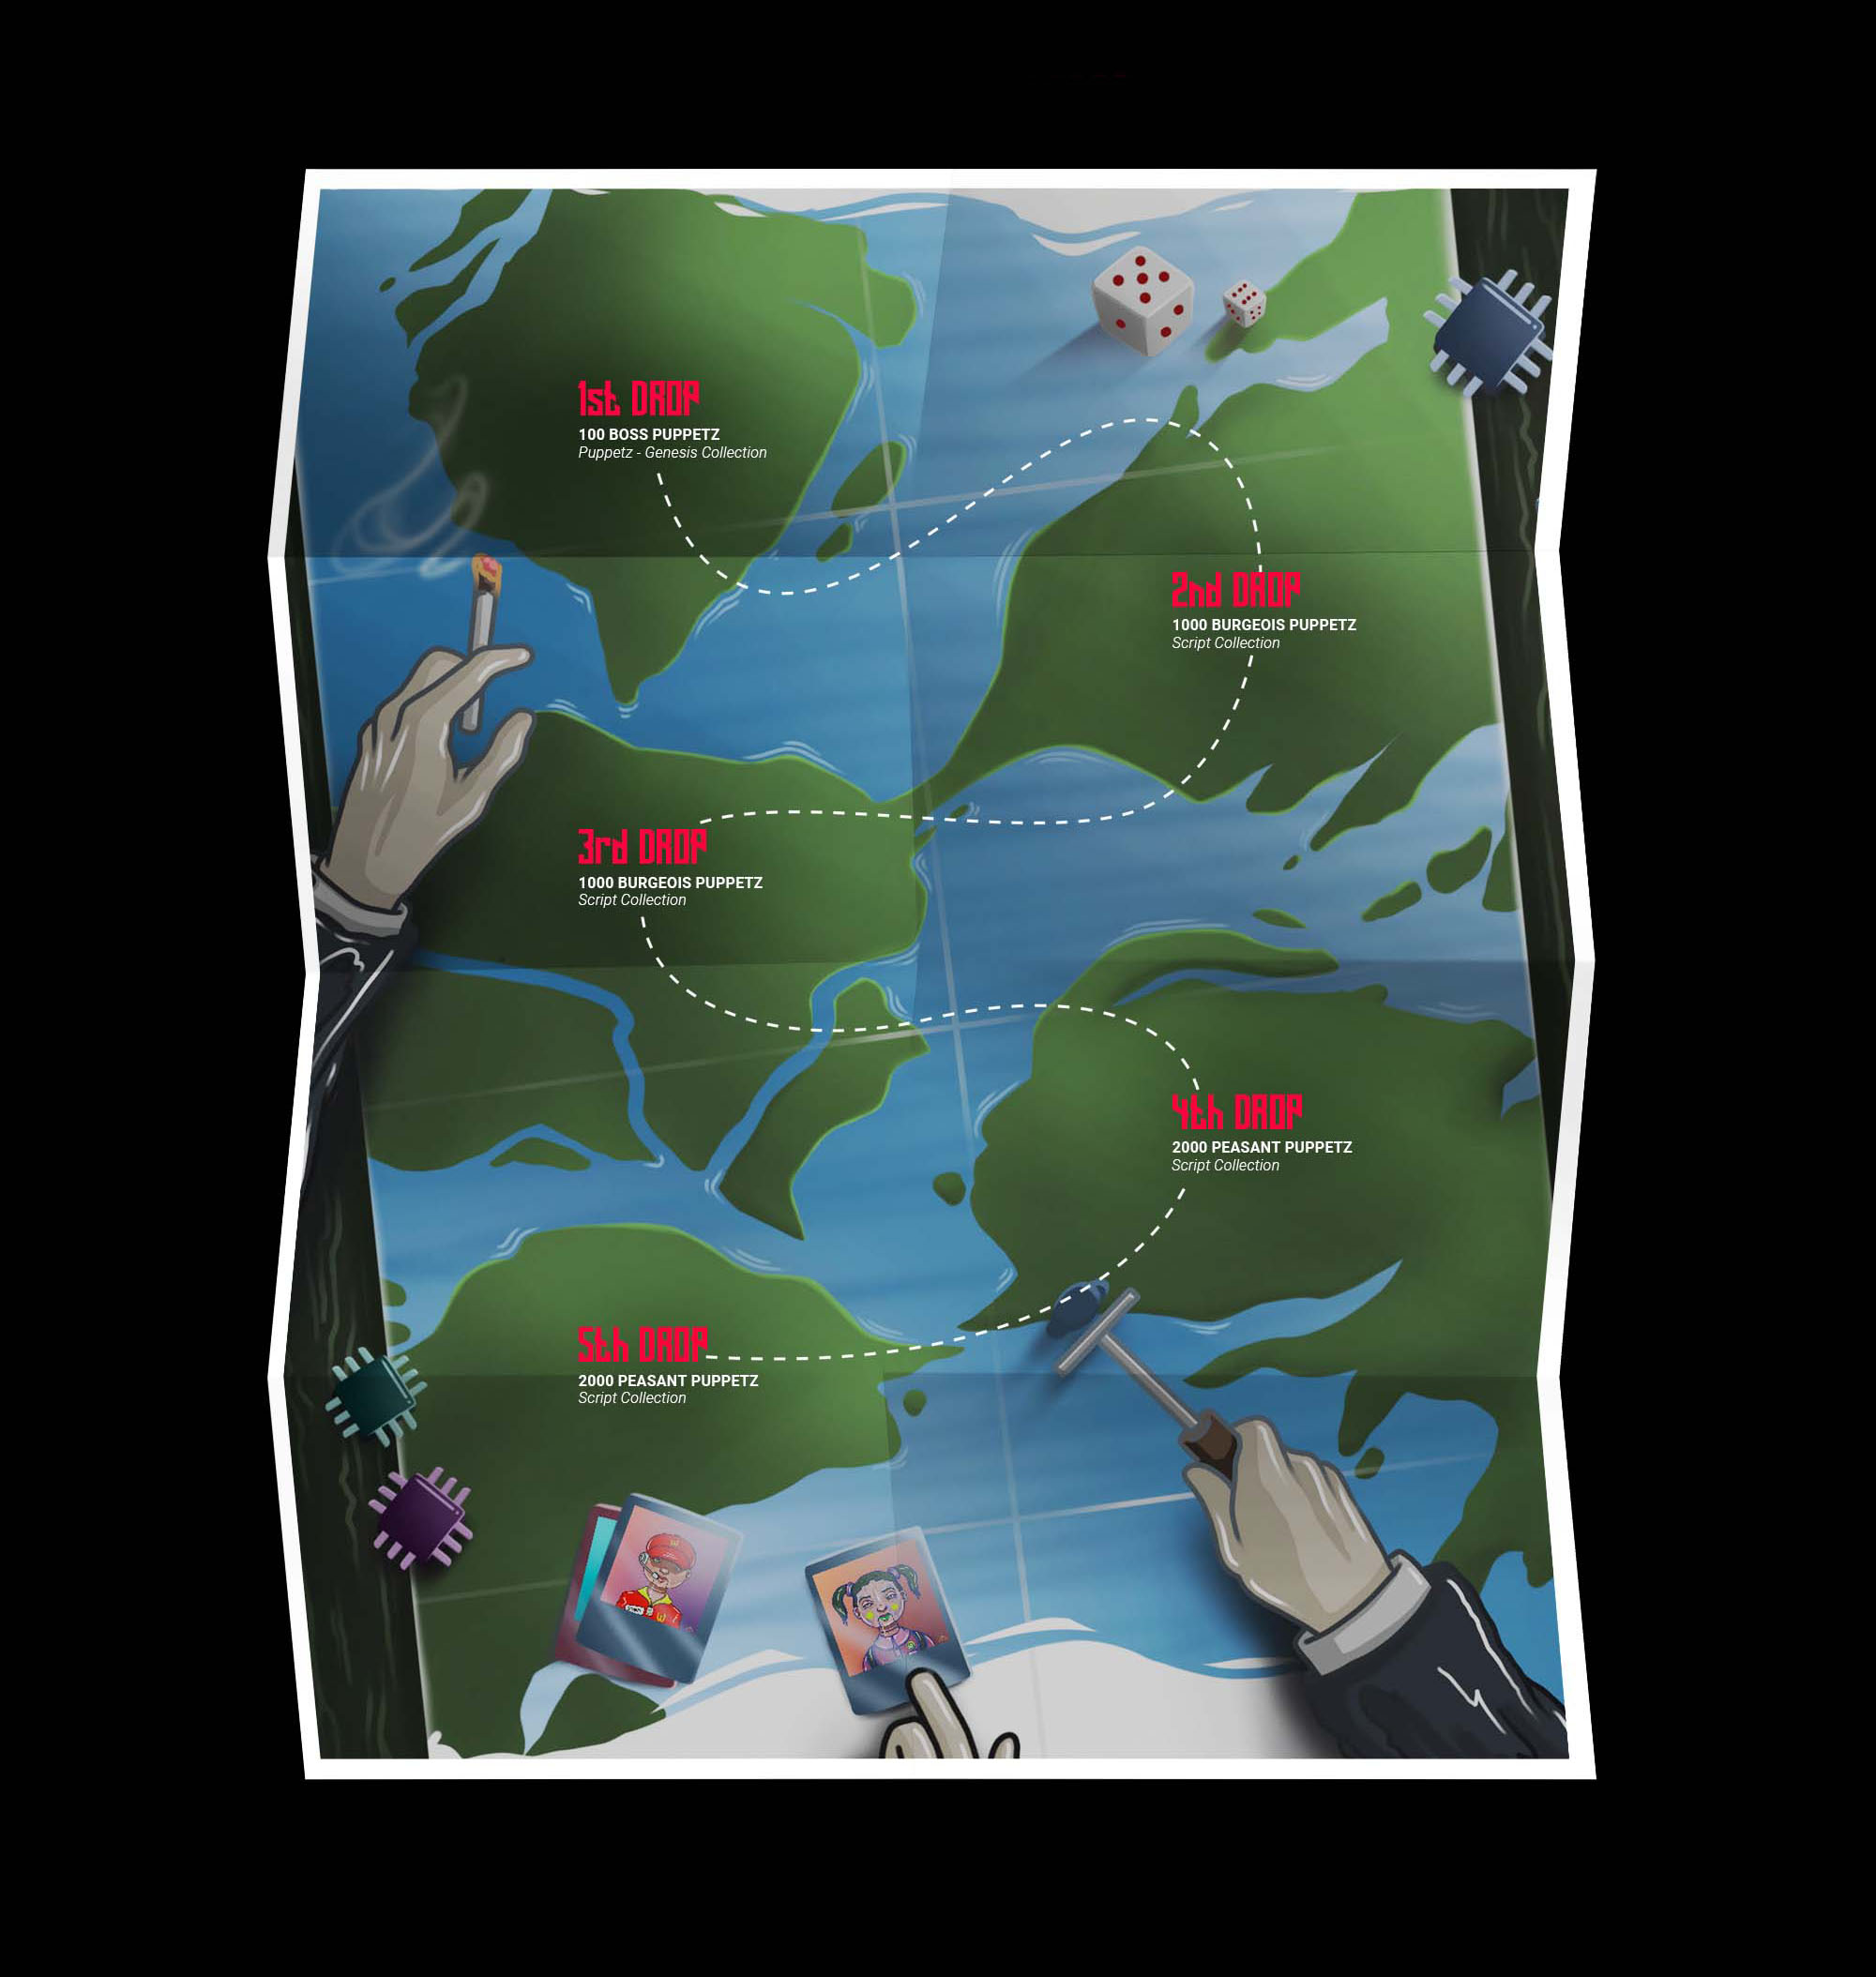 1st DROP
100 BOSS PUPPETZ
Puppetz - Genesis Collection
2nd DROP
1000 BURGEOIS PUPPETZ
Script Collection
3rd DROP
1000 BURGEOIS PUPPETZ
Script Collection
4th DROP
2000 PEASANT PUPPETZ
Script Collection
5th DROP
2000 PEASANT PUPPETZ
Script Collection